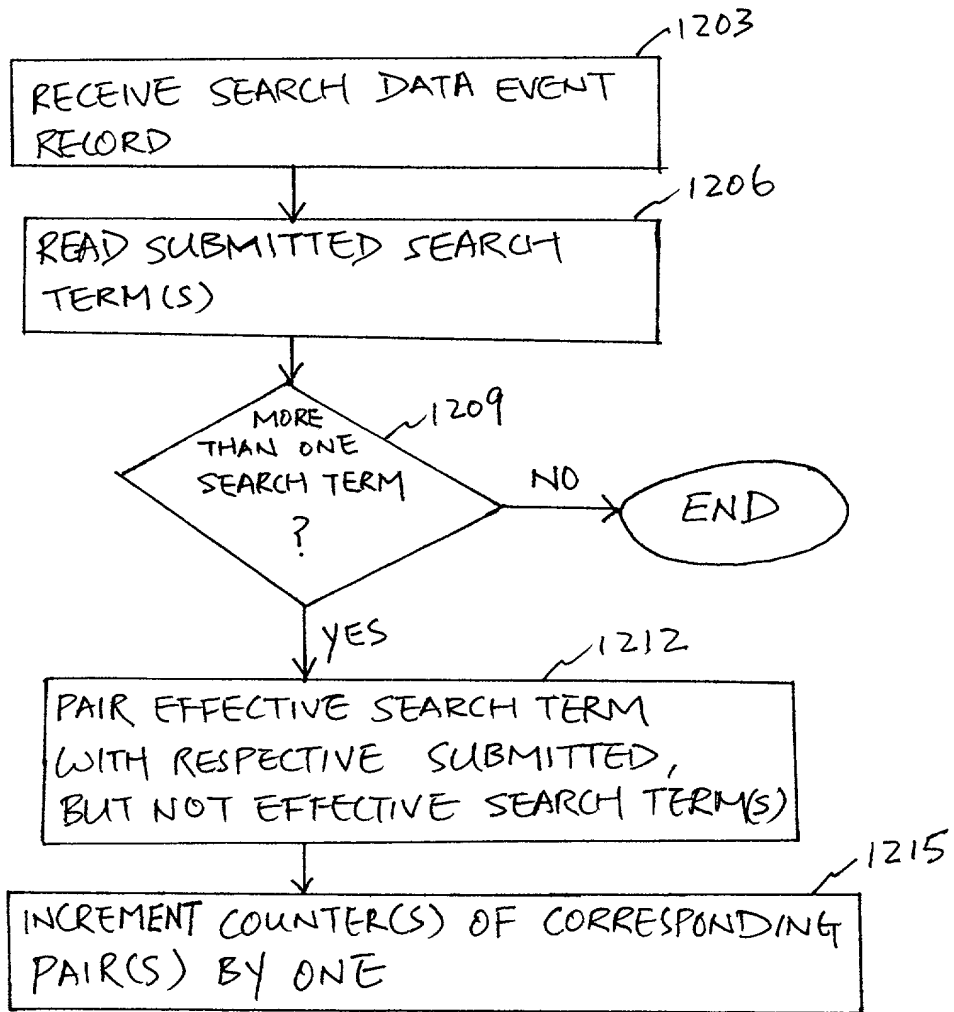 1203
RECEIVE SEARCH DATA EVENT
RECORD
1206
READ SUBMITTED SEARCH
TERM(S)
1209
MORE
THAN ONE
SEARCH TERM
?
NO
END
YES
1212
PAIR EFFECTIVE SEARCH TERM
WITH RESPECTIVE SUBMITTED,
BUT NOT EFFECTIVE SEARCH TERM(S)
1215
INCREMENT COUNTER(S) OF CORRESPONDING
PAIR(S) BY ONE